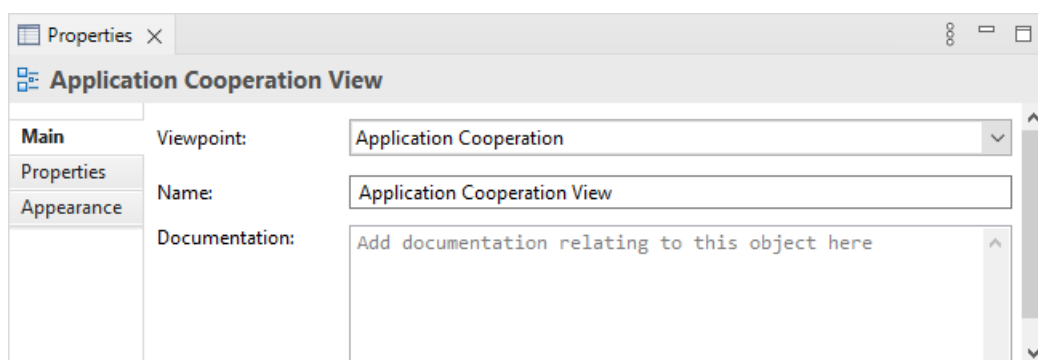 Properties
Application Cooperation View
Main
Properties
Appearance
Viewpoint: Application Cooperation
Name: Application Cooperation View
Documentation: Add documentation relating to this object here